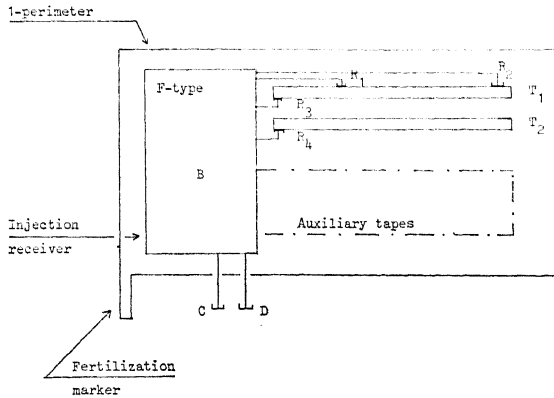 1-perimeter
F-type
R1
R2
T1
R3
T2
R4
B
Auxiliary tapes
Injection
receiver
C
D
Fertilization
marker